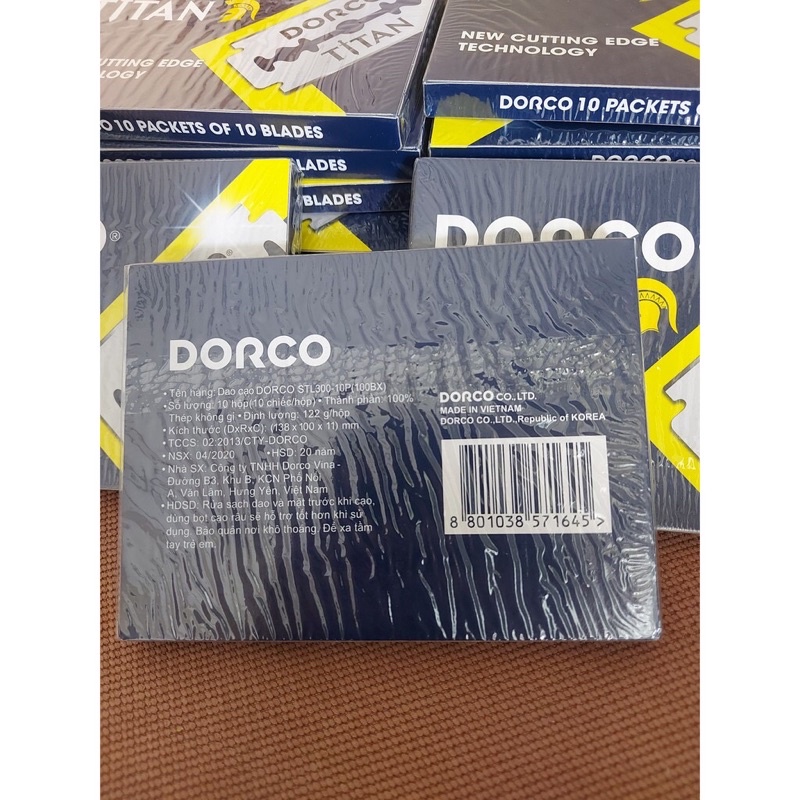 TITAN
DORCO
TITAN
UTTING EDGE
LOGY
NEW CUTTING EDGE
TECHNOLOGY
O 10 PACKETS OF 10 BLADES
DORCO 10 PACKETS O
LADES
BLADES
DORCO
DORCO
• Tên hàng: Dao cạo DORCO STL300-10P(100BX)
• Số lượng: 10 hộp(10 chiếc/hộp) • Thành phần: 100%
Thép không gỉ • Định lượng: 122 g/hộp
Kích thước (DxRxC): (138 x 100 x 11) mm
• TCCS: 02:2013/CTY-DORCO
• NSX: 04/2020 • HSD: 20 năm
• Nhà SX: Công ty TNHH Dorco Vina -
Đường B3, Khu B, KCN Phố Nối
A, Văn Lâm, Hưng Yên, Việt Nam
• HDSD: Rửa sạch dao và mặt trước khi cạo,
dùng bọt cạo râu sẽ hỗ trợ tốt hơn khi sử
dụng. Bảo quản nơi khô thoáng. Để xa tầm
tay trẻ em.
DORCO CO.,LTD.
MADE IN VIETNAM
DORCO CO.,LTD.,Republic of KOREA
8 801038 571645 >